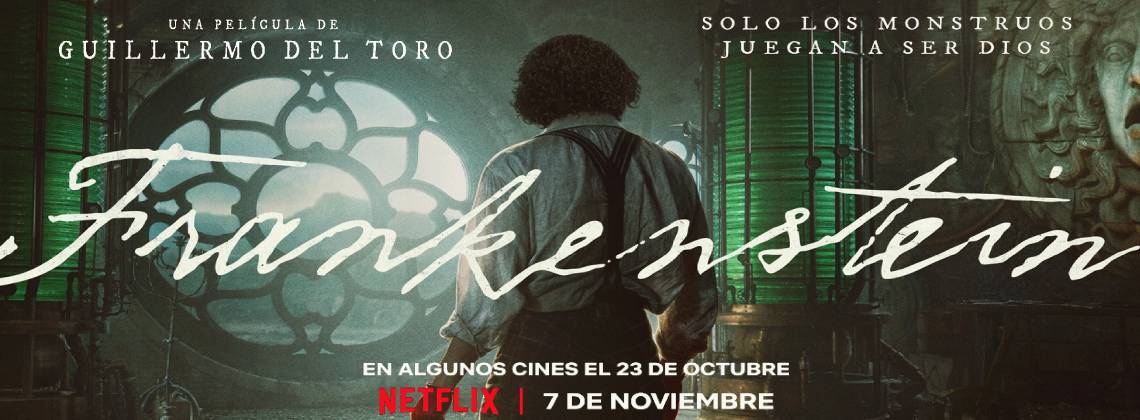 UNA PELÍCULA DE
GUILLERMO DEL TORO
SOLO LOS MONSTRUOS
JUEGAN A SER DIOS
Frankenstein
EN ALGUNOS CINES EL 23 DE OCTUBRE
NETFLIX | 7 DE NOVIEMBRE